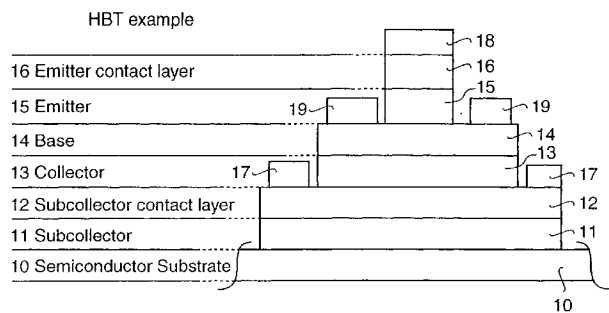 HBT example
18
16 Emitter contact layer
16
15
15 Emitter
19
19
14 Base
14
13
13 Collector
17
17
12 Subcollector contact layer
12
11 Subcollector
11
10 Semiconductor Substrate
10